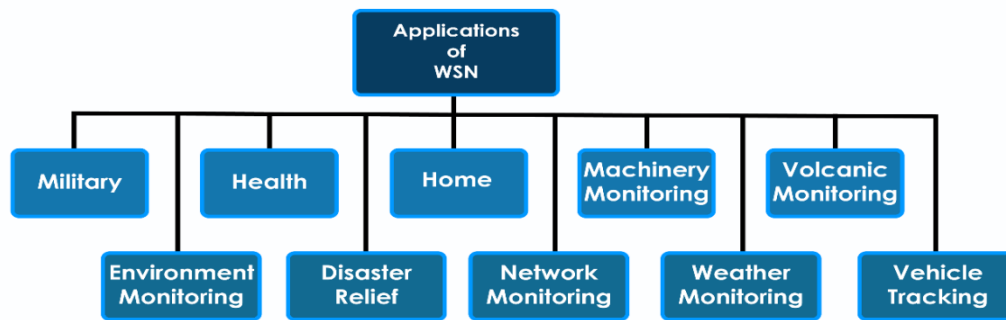 Applications
of
WSN
Military
Health
Home
Machinery
Monitoring
Volcanic
Monitoring
Environment
Monitoring
Disaster
Relief
Network
Monitoring
Weather
Monitoring
Vehicle
Tracking